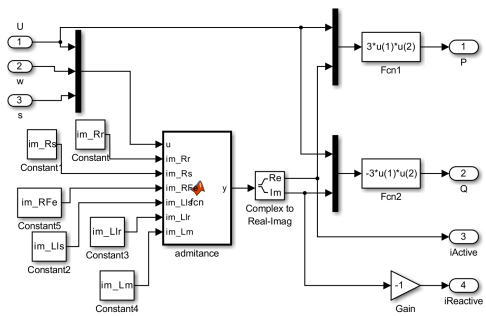 U
1
2
w
3
s
3*u(1)*u(2)
Fcn1
1
P
im_Rs
Constant1
im_Rr
Constant
u
im_Rr
im_Rs
im_RFe
im_Lls
im_Llr
im_Lm
fcn
y
admitance
Re
Im
Complex to
Real-Imag
-3*u(1)*u(2)
Fcn2
2
Q
im_RFe
Constant5
im_Lls
Constant2
im_Llr
Constant3
im_Lm
Constant4
3
iActive
-1
Gain
4
iReactive